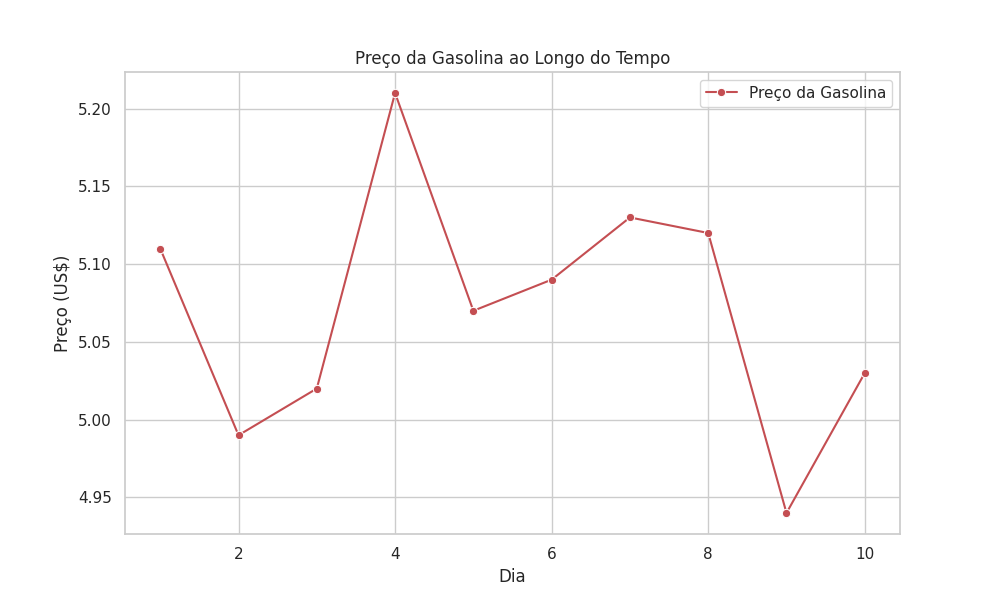 Preço da Gasolina ao Longo do Tempo
Preço da Gasolina
5.20
5.15
5.10
5.05
5.00
4.95
Preço (US$)
2 4 6 8 10
Dia